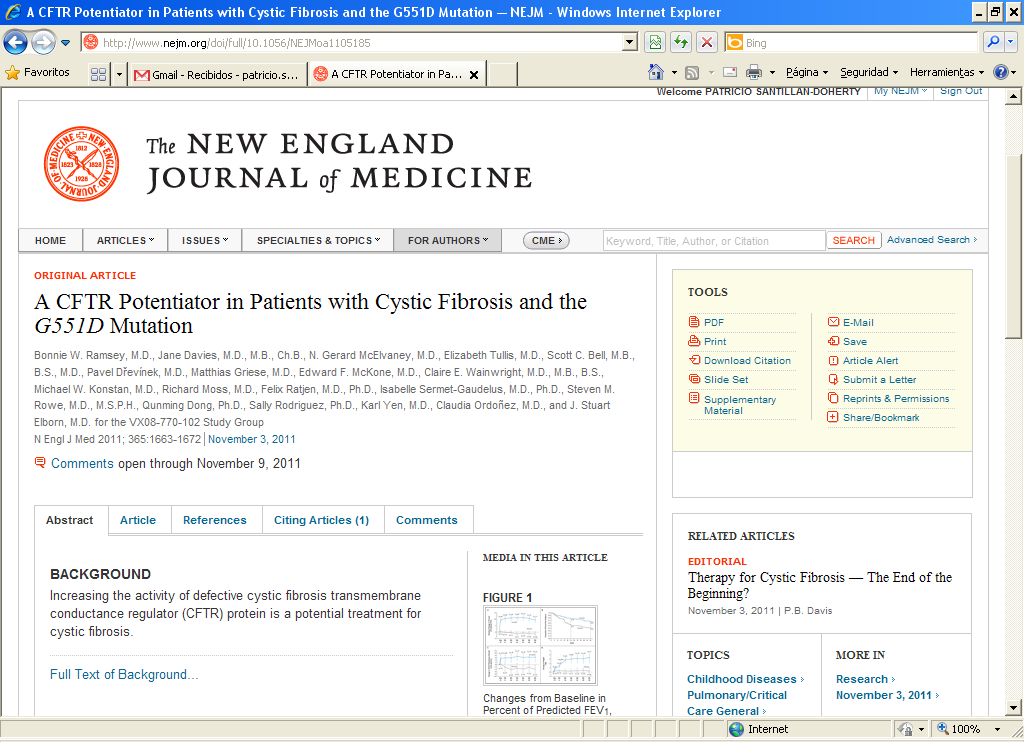 A CFTR Potentiator in Patients with Cystic Fibrosis and the G551D Mutation — NEJM - Windows Internet Explorer
http://www.nejm.org/doi/full/10.1056/NEJMoa1105185
Bing
Favoritos
Gmail - Recibidos - patricio.s...
A CFTR Potentiator in Pa...
Página
Seguridad
Herramientas
Welcome PATRICIO SANTILLAN-DOHERTY
My NEJM
Sign Out
The NEW ENGLAND
JOURNAL of MEDICINE
HOME
ARTICLES
ISSUES
SPECIALTIES & TOPICS
FOR AUTHORS
CME
Keyword, Title, Author, or Citation
SEARCH
Advanced Search
ORIGINAL ARTICLE
A CFTR Potentiator in Patients with Cystic Fibrosis and the
G551D Mutation
Bonnie W. Ramsey, M.D., Jane Davies, M.D., M.B., Ch.B., N. Gerard McElvaney, M.D., Elizabeth Tullis, M.D., Scott C. Bell, M.B.,
B.S., M.D., Pavel Dřevínek, M.D., Matthias Griese, M.D., Edward F. McKone, M.D., Claire E. Wainwright, M.D., M.B., B.S.,
Michael W. Konstan, M.D., Richard Moss, M.D., Felix Ratjen, M.D., Ph.D., Isabelle Sermet-Gaudelus, M.D., Ph.D., Steven M.
Rowe, M.D., M.S.P.H., Qunming Dong, Ph.D., Sally Rodriguez, Ph.D., Karl Yen, M.D., Claudia Ordoñez, M.D., and J. Stuart
Elborn, M.D. for the VX08-770-102 Study Group
N Engl J Med 2011; 365:1663-1672 | November 3, 2011
Comments open through November 9, 2011
Abstract
Article
References
Citing Articles (1)
Comments
BACKGROUND
Increasing the activity of defective cystic fibrosis transmembrane
conductance regulator (CFTR) protein is a potential treatment for
cystic fibrosis.
Full Text of Background...
MEDIA IN THIS ARTICLE
FIGURE 1
Changes from Baseline in
Percent of Predicted FEV1,
TOOLS
PDF
Print
Download Citation
Slide Set
Supplementary
Material
E-Mail
Save
Article Alert
Submit a Letter
Reprints & Permissions
Share/Bookmark
RELATED ARTICLES
EDITORIAL
Therapy for Cystic Fibrosis — The End of the
Beginning?
November 3, 2011 | P.B. Davis
TOPICS
Childhood Diseases
Pulmonary/Critical
Care General
MORE IN
Research
November 3, 2011
Internet
100%